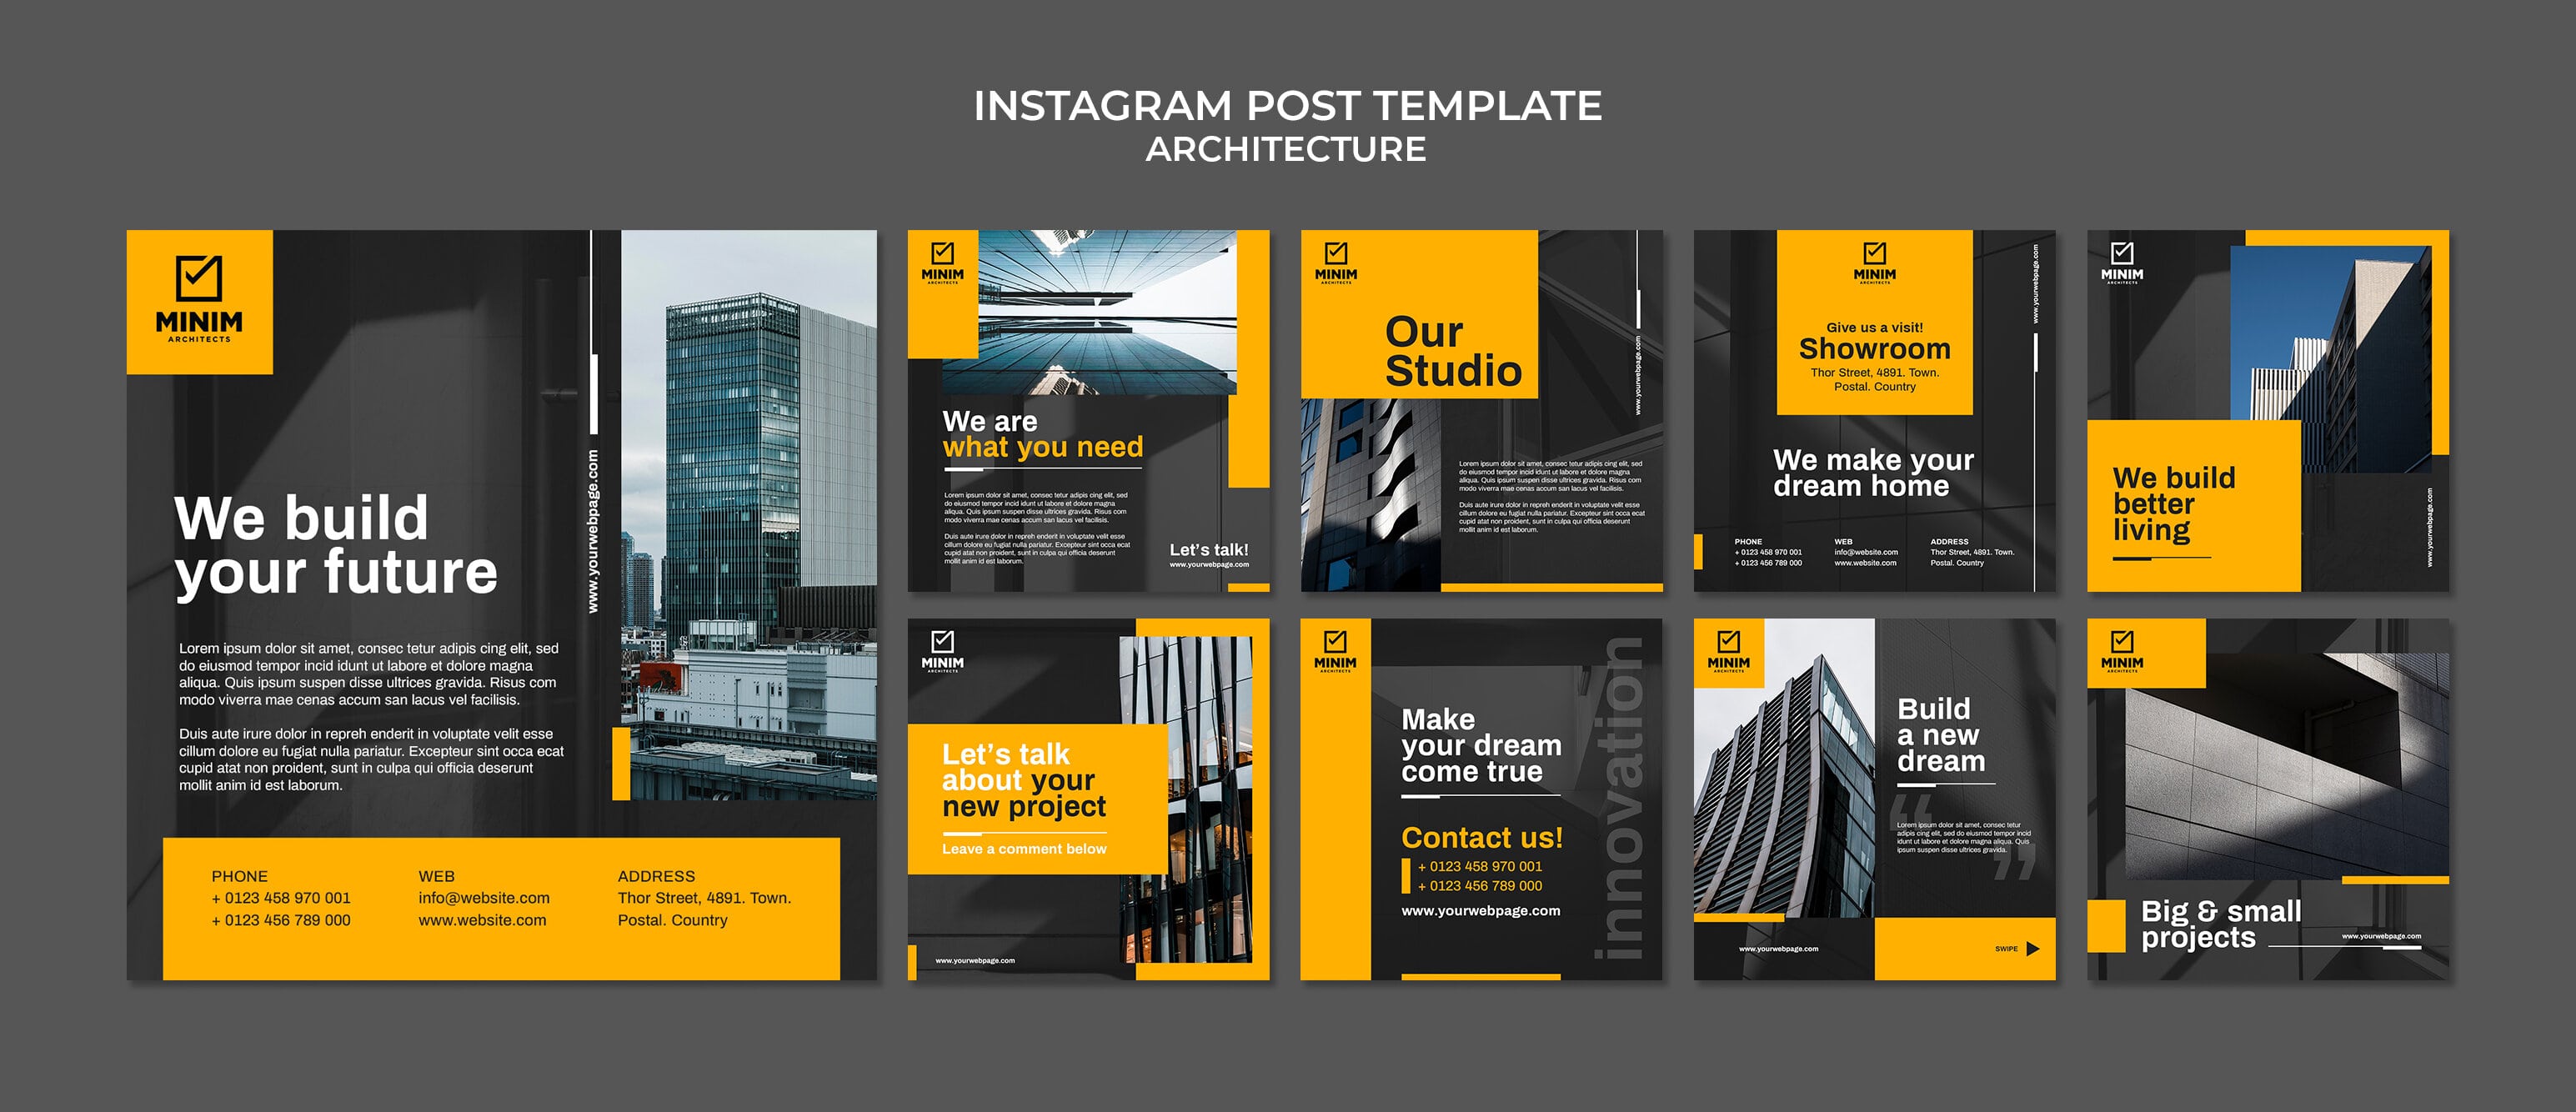 INSTAGRAM POST TEMPLATE
ARCHITECTURE
MINIM
ARCHITECTS
www.yourwebpage.com
We build
your future
Lorem ipsum dolor sit amet, consec tetur adipis cing elit, sed
do eiusmod tempor incid idunt ut labore et dolore magna
aliqua. Quis ipsum suspen disse ultrices gravida. Risus com
modo viverra mae cenas accum san lacus vel facilisis.
Duis aute irure dolor in repreh enderit in voluptate velit esse
cillum dolore eu fugiat nulla pariatur. Excepteur sint occa ecat
cupid atat non proident, sunt in culpa qui officia deserunt
mollit anim id est laborum.
PHONE
+ 0123 458 970 001
+ 0123 456 789 000
WEB
info@website.com
www.website.com
ADDRESS
Thor Street, 4891. Town.
Postal. Country
MINIM
ARCHITECTS
We are
what you need
Lorem ipsum dolor sit amet, consec tetur adipis cing elit, sed
do eiusmod tempor incid idunt ut labore et dolore magna
aliqua. Quis ipsum suspen disse ultrices gravida. Risus com
modo viverra mae cenas accum san lacus vel facilisis.
Duis aute irure dolor in repreh enderit in voluptate velit esse
cillum dolore eu fugiat nulla pariatur. Excepteur sint occa ecat
cupid atat non proident, sunt in culpa qui officia deserunt
mollit anim id est laborum.
Let's talk!
www.yourwebpage.com
MINIM
ARCHITECTS
Our
Studio
www.yourwebpage.com
Lorem ipsum dolor sit amet, consec tetur adipis cing elit, sed
do eiusmod tempor incid idunt ut labore et dolore magna
aliqua. Quis ipsum suspen disse ultrices gravida. Risus com
modo viverra mae cenas accum san lacus vel facilisis.
Duis aute irure dolor in repreh enderit in voluptate velit esse
cillum dolore eu fugiat nulla pariatur. Excepteur sint occa ecat
cupid atat non proident, sunt in culpa qui officia deserunt
mollit anim id est laborum.
MINIM
ARCHITECTS
Give us a visit!
Showroom
Thor Street, 4891. Town.
Postal. Country
www.yourwebpage.com
We make your
dream home
PHONE
+ 0123 458 970 001
+ 0123 456 789 000
WEB
info@website.com
www.website.com
ADDRESS
Thor Street, 4891. Town.
Postal. Country
MINIM
ARCHITECTS
We build
better
living
www.yourwebpage.com
MINIM
ARCHITECTS
Let's talk
about your
new project
Leave a comment below
www.yourwebpage.com
MINIM
ARCHITECTS
Make
your dream
come true
Contact us!
+ 0123 458 970 001
+ 0123 456 789 000
www.yourwebpage.com
innovation
MINIM
ARCHITECTS
Build
a new
dream
“
Lorem ipsum dolor sit amet, consec tetur
adipis cing elit, sed do eiusmod tempor incid
idunt ut labore et dolore magna aliqua. Quis
ipsum suspen disse ultrices gravida.
”
www.yourwebpage.com
SWIPE
MINIM
ARCHITECTS
Big & small
projects
www.yourwebpage.com